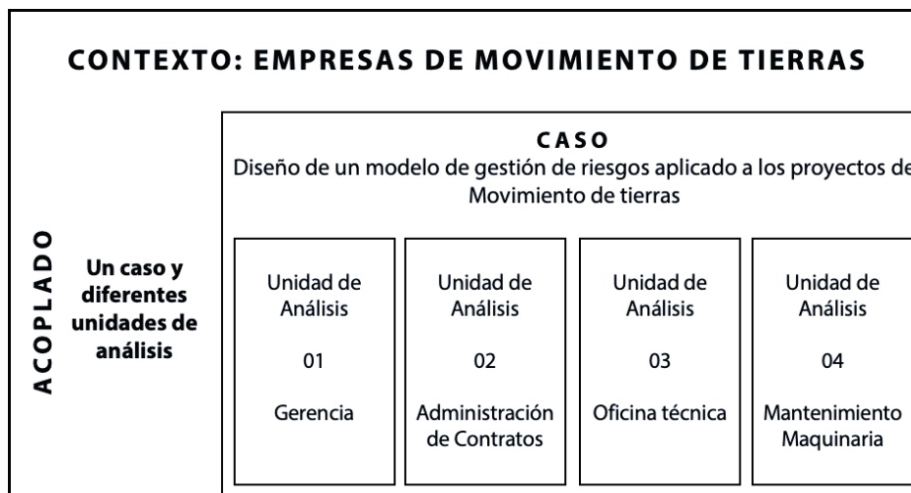 CONTEXTO: EMPRESAS DE MOVIMIENTO DE TIERRAS
ACOPLADO
Un caso y
diferentes
unidades de
análisis
CASO
Diseño de un modelo de gestión de riesgos aplicado a los proyectos de
Movimiento de tierras
Unidad de
Análisis
01
Gerencia
Unidad de
Análisis
02
Administración
de Contratos
Unidad de
Análisis
03
Oficina técnica
Unidad de
Análisis
04
Mantenimiento
Maquinaria